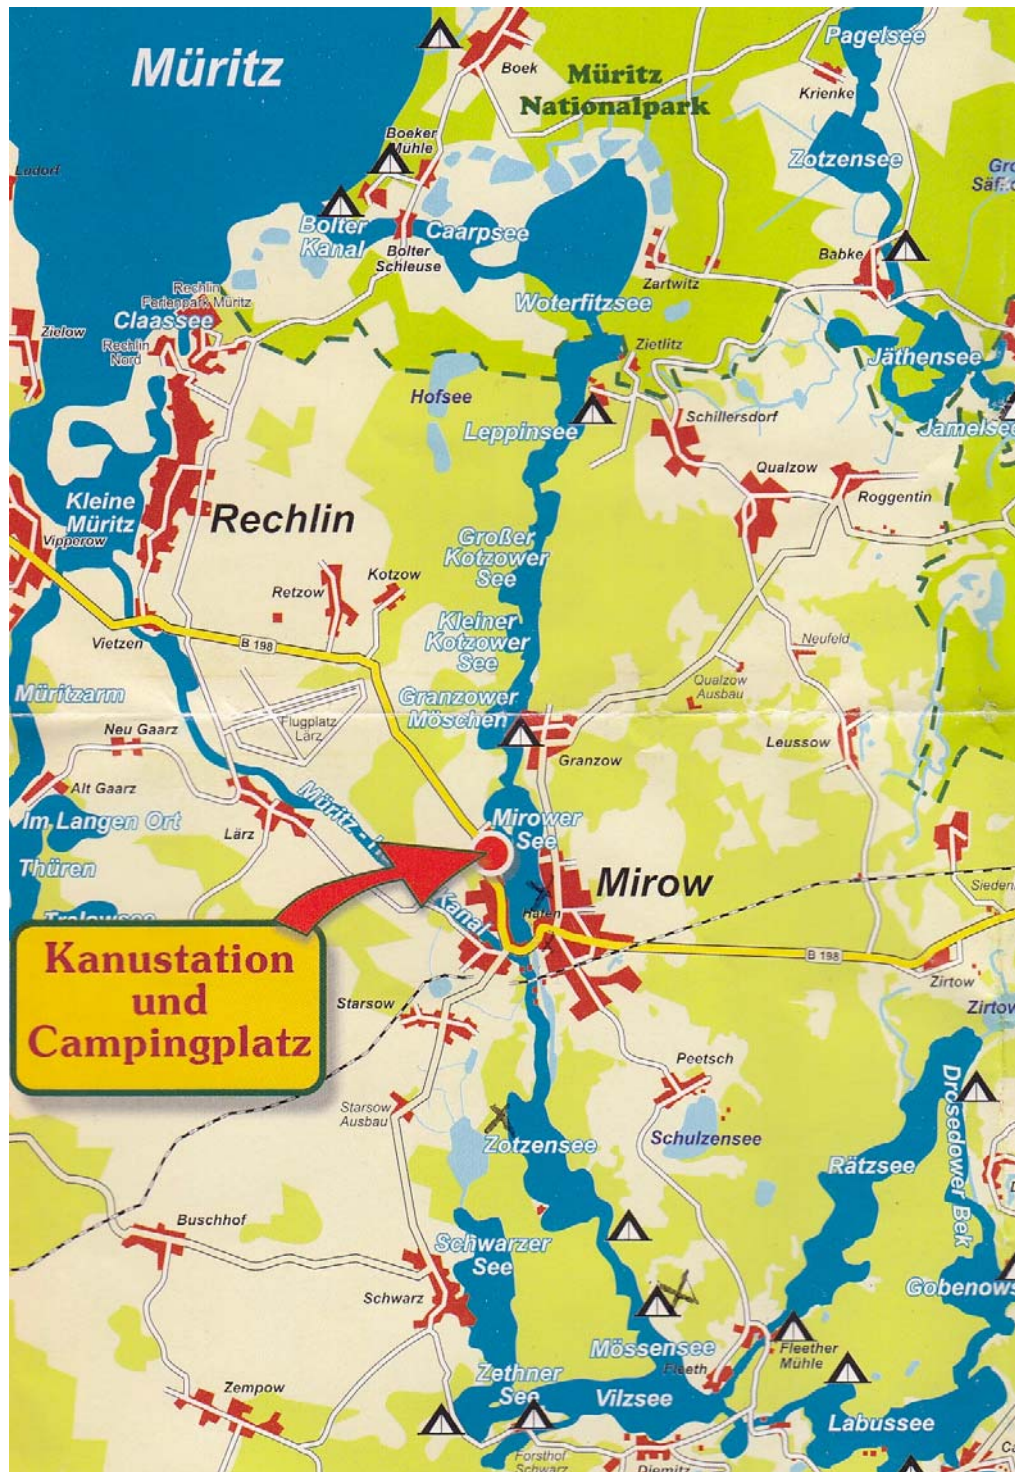 Müritz
Boek
Müritz
Nationalpark
Pagelsee
Krienke
Boeker
Mühle
Zotzensee
Ludorf
Bolter
Kanal
Caarpsee
Bolter
Schleuse
Babke
Zartwitz
Rechlin
Ferienpark Müritz
Claassee
Woterfitzsee
Zielow
Rechlin
Nord
Zietlitz
Jäthensee
Hofsee
Leppinsee
Schillersdorf
Jamelsee
Qualzow
Roggentin
Kleine
Müritz
Vipperow
Rechlin
Großer
Kotzower
See
Retzow
Kotzow
Vietzen
B 198
Kleiner
Kotzower
See
Neufeld
Qualzow
Ausbau
Müritzarm
Granzower
Möschen
Flugplatz
Lärz
Neu Gaarz
Granzow
Leussow
Alt Gaarz
Im Langen Ort
Lärz
Müritz -
Kanal
Mirower
See
Thüren
Mirow
Hafen
Kanustation
und
Campingplatz
B 198
Zirtow
Starsow
Peetsch
Starsow
Ausbau
Zotzensee
Schulzensee
Rätzsee
Drosedower Bek
Buschhof
Schwarzer
See
Schwarz
Mössensee
Fleeth
Fleether
Mühle
Zempow
Zethner
See
Vilzsee
Labussee
Forsthof
Schwarz
Diemitz